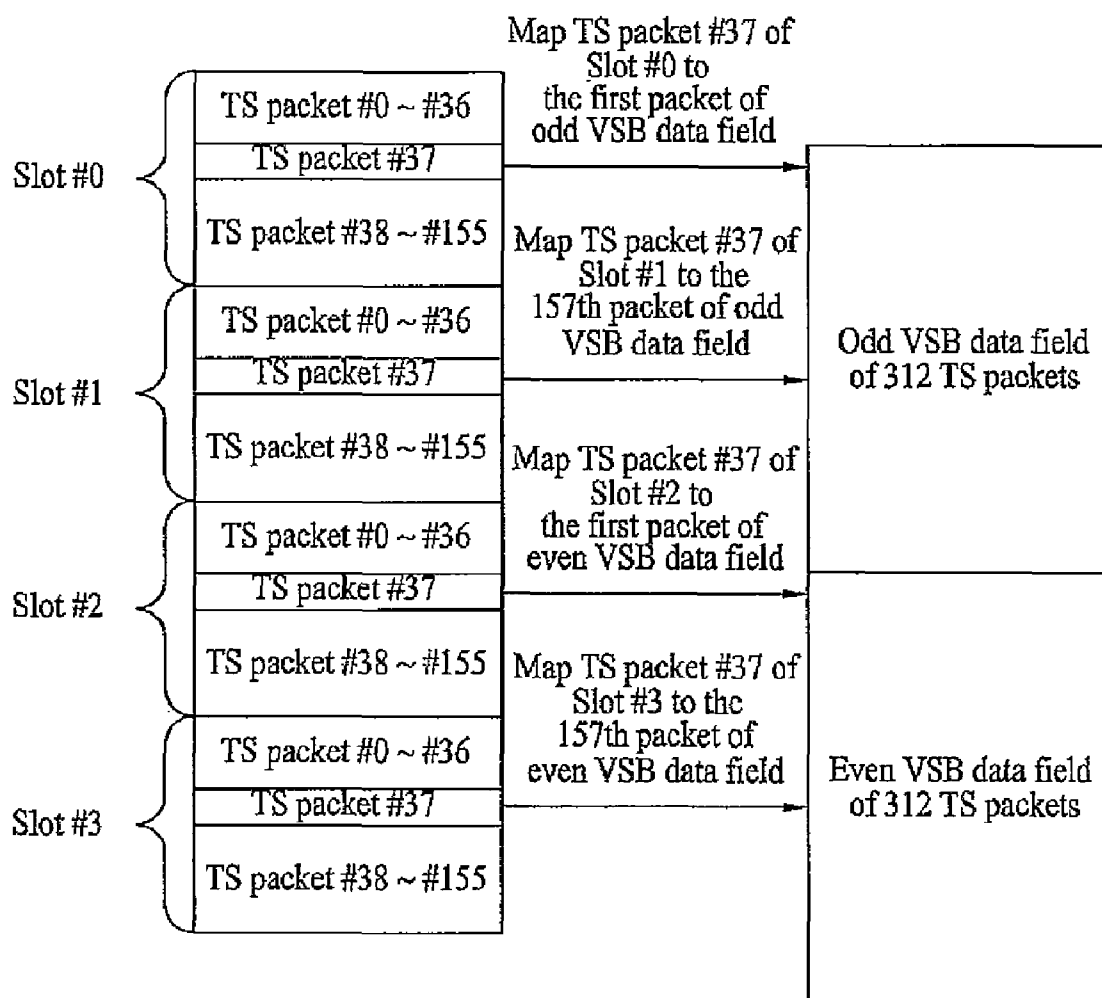 Slot #0
TS packet #0 ~ #36
TS packet #37
TS packet #38 ~ #155
Slot #1
TS packet #0 ~ #36
TS packet #37
TS packet #38 ~ #155
Slot #2
TS packet #0 ~ #36
TS packet #37
TS packet #38 ~ #155
Slot #3
TS packet #0 ~ #36
TS packet #37
TS packet #38 ~ #155
Map TS packet #37 of
Slot #0 to
the first packet of
odd VSB data field
Map TS packet #37 of
Slot #1 to the
157th packet of odd
VSB data field
Map TS packet #37 of
Slot #2 to
the first packet of
even VSB data field
Map TS packet #37 of
Slot #3 to the
157th packet of
even VSB data field
Odd VSB data field
of 312 TS packets
Even VSB data field
of 312 TS packets